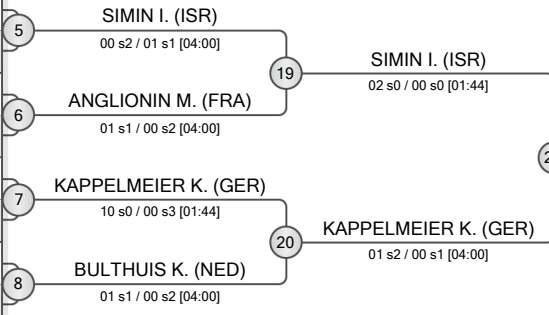 SIMIN I. (ISR)
5
00 s2 / 01 s1 [04:00]
19
SIMIN I. (ISR)
02 s0 / 00 s0 [01:44]
ANGLIONIN M. (FRA)
6
01 s1 / 00 s2 [04:00]
KAPPELMEIER K. (GER)
7
10 s0 / 00 s3 [01:44]
20
KAPPELMEIER K. (GER)
01 s2 / 00 s1 [04:00]
BULTHUIS K. (NED)
8
01 s1 / 00 s2 [04:00]